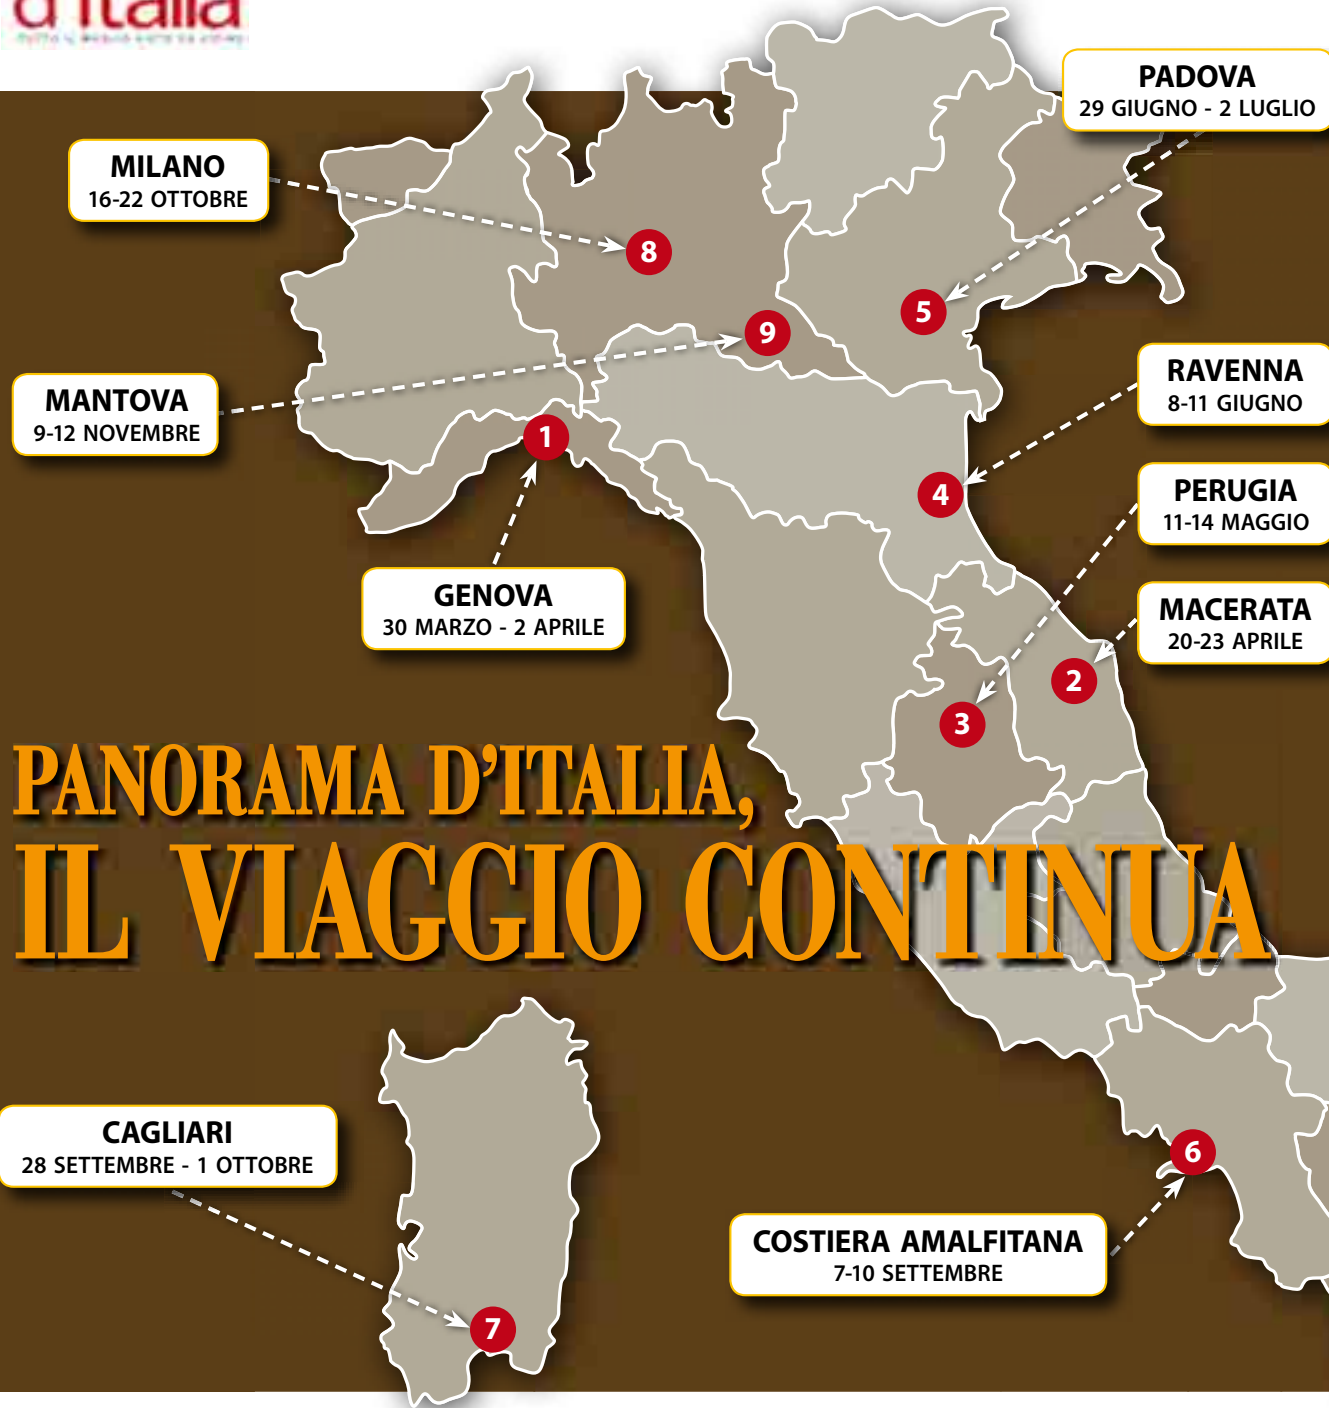 d'Italia
PADOVA
29 GIUGNO - 2 LUGLIO
MILANO
16-22 OTTOBRE
8
5
9
MANTOVA
9-12 NOVEMBRE
RAVENNA
8-11 GIUGNO
1
4
PERUGIA
11-14 MAGGIO
GENOVA
30 MARZO - 2 APRILE
MACERATA
20-23 APRILE
2
3
PANORAMA D'ITALIA,
IL VIAGGIO CONTINUA
CAGLIARI
28 SETTEMBRE - 1 OTTOBRE
6
COSTIERA AMALFITANA
7-10 SETTEMBRE
7